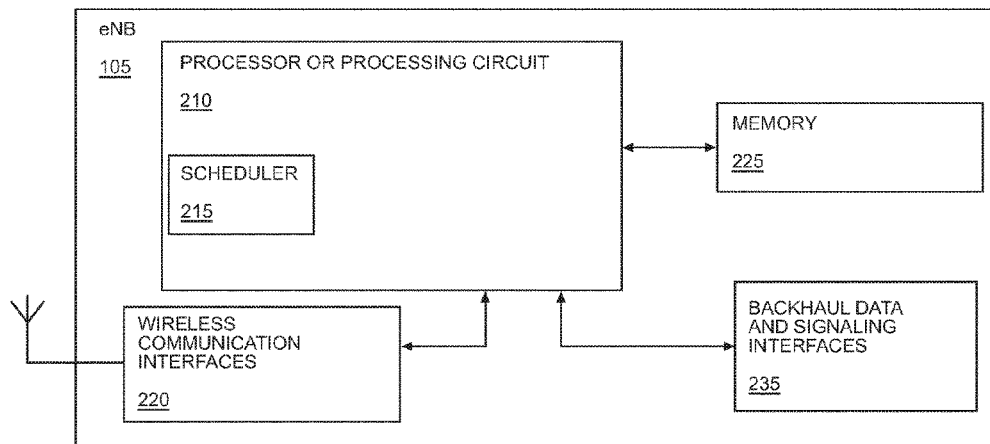 eNB
105
PROCESSOR OR PROCESSING CIRCUIT
210
SCHEDULER
215
MEMORY
225
WIRELESS
COMMUNICATION
INTERFACES
220
BACKHAUL DATA
AND SIGNALING
INTERFACES
235